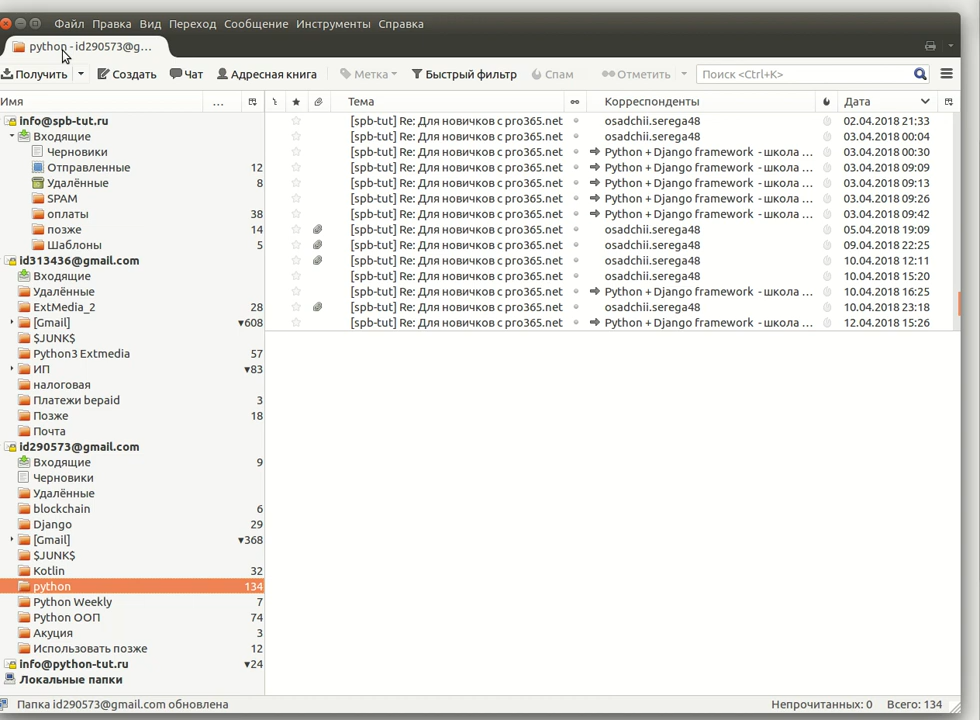 Файл Правка Вид Переход Сообщение Инструменты Справка
python - id290573@g...
Получить Создать Чат Адресная книга Метка Быстрый фильтр Спам Отметить Поиск <Ctrl+K>
Имя ... Тема Корреспонденты Дата
info@spb-tut.ru
Входящие
Черновики
Отправленные 12
Удалённые 8
SPAM
оплаты 38
позже 14
Шаблоны 5
id313436@gmail.com
Входящие
Удалённые
ExtMedia_2 28
[Gmail] ▾608
$JUNK$
Python3 Extmedia 57
ИП ▾83
налоговая
Платежи bepaid 3
Позже 18
Почта
id290573@gmail.com
Входящие 9
Черновики
Удалённые
blockchain 6
Django 29
[Gmail] ▾368
$JUNK$
Kotlin 32
python 134
Python Weekly 7
Python ООП 74
Акуция 3
Использовать позже 12
info@python-tut.ru ▾24
Локальные папки
[spb-tut] Re: Для новичков с pro365.net osadchii.serega48 02.04.2018 21:33
[spb-tut] Re: Для новичков с pro365.net osadchii.serega48 03.04.2018 00:04
[spb-tut] Re: Для новичков с pro365.net Python + Django framework - школа ... 03.04.2018 00:30
[spb-tut] Re: Для новичков с pro365.net Python + Django framework - школа ... 03.04.2018 09:09
[spb-tut] Re: Для новичков с pro365.net Python + Django framework - школа ... 03.04.2018 09:13
[spb-tut] Re: Для новичков с pro365.net Python + Django framework - школа ... 03.04.2018 09:26
[spb-tut] Re: Для новичков с pro365.net Python + Django framework - школа ... 03.04.2018 09:42
[spb-tut] Re: Для новичков с pro365.net osadchii.serega48 05.04.2018 19:09
[spb-tut] Re: Для новичков с pro365.net osadchii.serega48 09.04.2018 22:25
[spb-tut] Re: Для новичков с pro365.net osadchii.serega48 10.04.2018 12:11
[spb-tut] Re: Для новичков с pro365.net osadchii.serega48 10.04.2018 15:20
[spb-tut] Re: Для новичков с pro365.net Python + Django framework - школа ... 10.04.2018 16:25
[spb-tut] Re: Для новичков с pro365.net osadchii.serega48 10.04.2018 23:18
[spb-tut] Re: Для новичков с pro365.net Python + Django framework - школа ... 12.04.2018 15:26
Папка id290573@gmail.com обновлена Непрочитанных: 0 Всего: 134